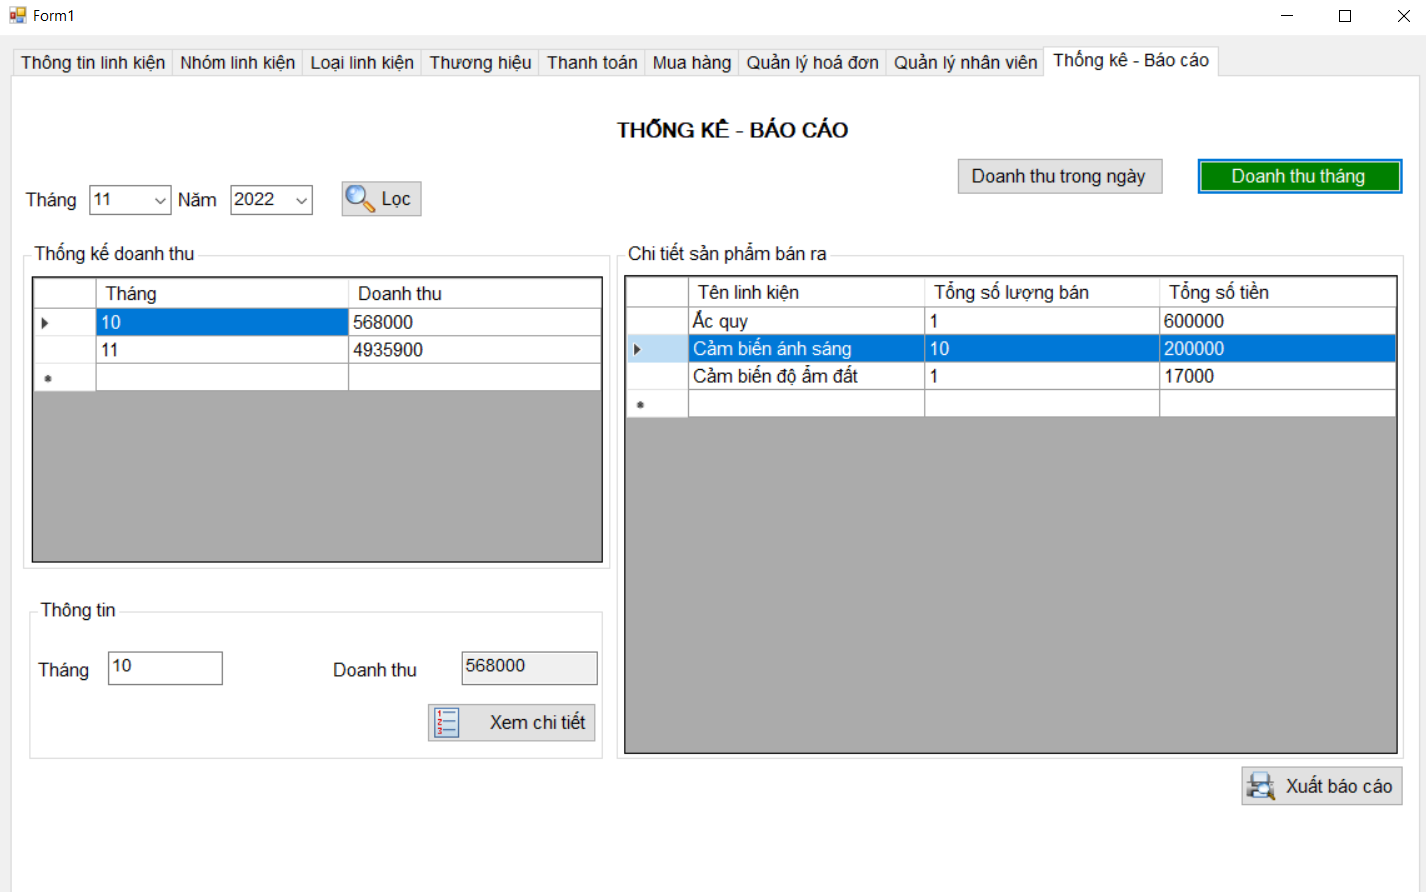 Form1
Thông tin linh kiện Nhóm linh kiện Loại linh kiện Thương hiệu Thanh toán Mua hàng Quản lý hoá đơn Quản lý nhân viên Thống kê - Báo cáo
THỐNG KÊ - BÁO CÁO
Doanh thu trong ngày Doanh thu tháng
Tháng 11 Năm 2022 Lọc
Thống kế doanh thu
Tháng Doanh thu
10 568000
11 4935900
Thông tin
Tháng 10 Doanh thu 568000
Xem chi tiết
Chi tiết sản phẩm bán ra
Tên linh kiện Tổng số lượng bán Tổng số tiền
Ắc quy 1 600000
Cảm biến ánh sáng 10 200000
Cảm biến độ ẩm đất 1 17000
Xuất báo cáo